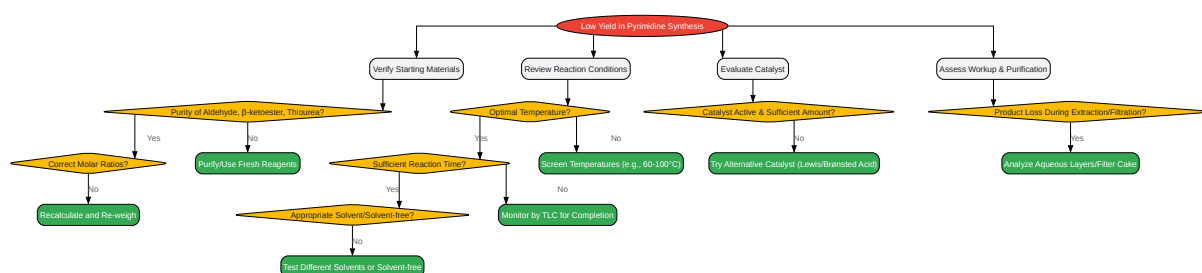 Low Yield in Pyrimidine Synthesis
Verify Starting Materials
Review Reaction Conditions
Evaluate Catalyst
Assess Workup & Purification
Purity of Aldehyde, β-ketoester, Thiourea?
Optimal Temperature?
Catalyst Active & Sufficient Amount?
Product Loss During Extraction/Filtration?
Yes
No
Yes
No
No
Yes
Correct Molar Ratios?
Purify/Use Fresh Reagents
Sufficient Reaction Time?
Screen Temperatures (e.g., 60-100°C)
Try Alternative Catalyst (Lewis/Brønsted Acid)
Analyze Aqueous Layers/Filter Cake
No
Yes
No
Recalculate and Re-weigh
Appropriate Solvent/Solvent-free?
Monitor by TLC for Completion
No
Test Different Solvents or Solvent-free